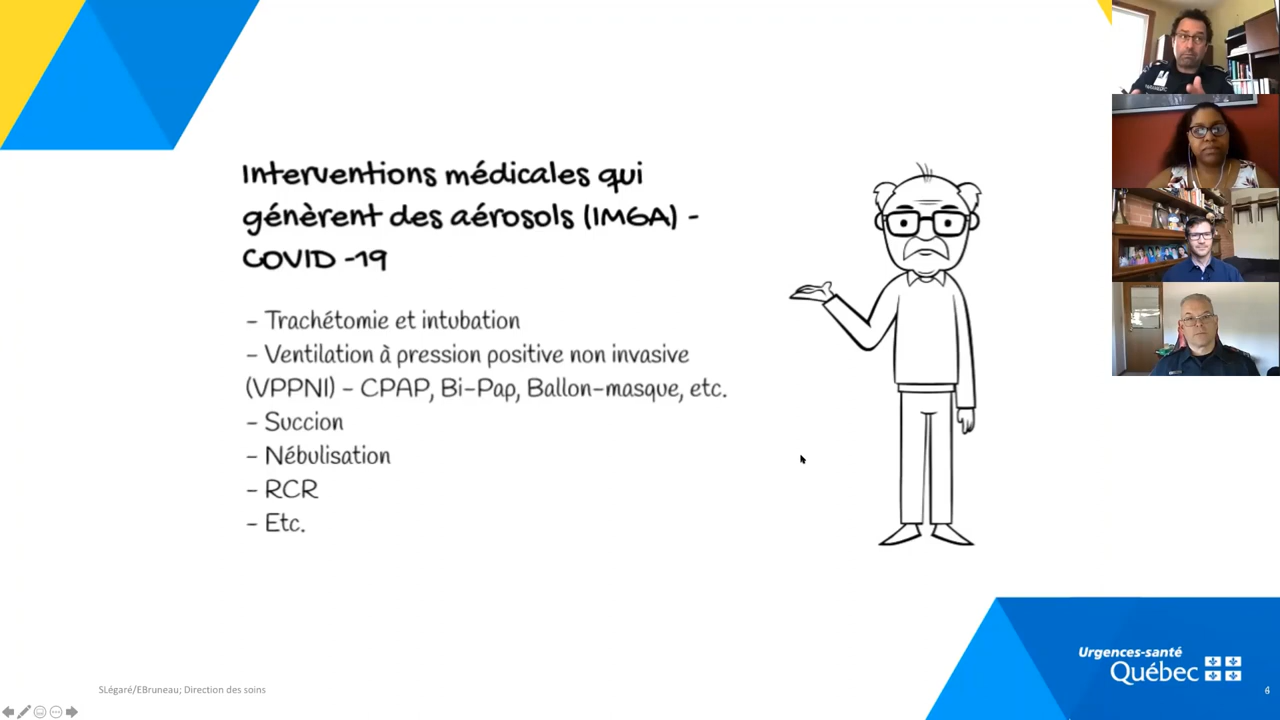 Interventions médicales qui
génèrent des aérosols (IMGA) -
COVID -19
- Trachétomie et intubation
- Ventilation à pression positive non invasive
(VPPNI) - CPAP, Bi-Pap, Ballon-masque, etc.
- Succion
- Nébulisation
- RCR
- Etc.
Urgences-santé
Québec
SLégaré/EBruneau; Direction des soins